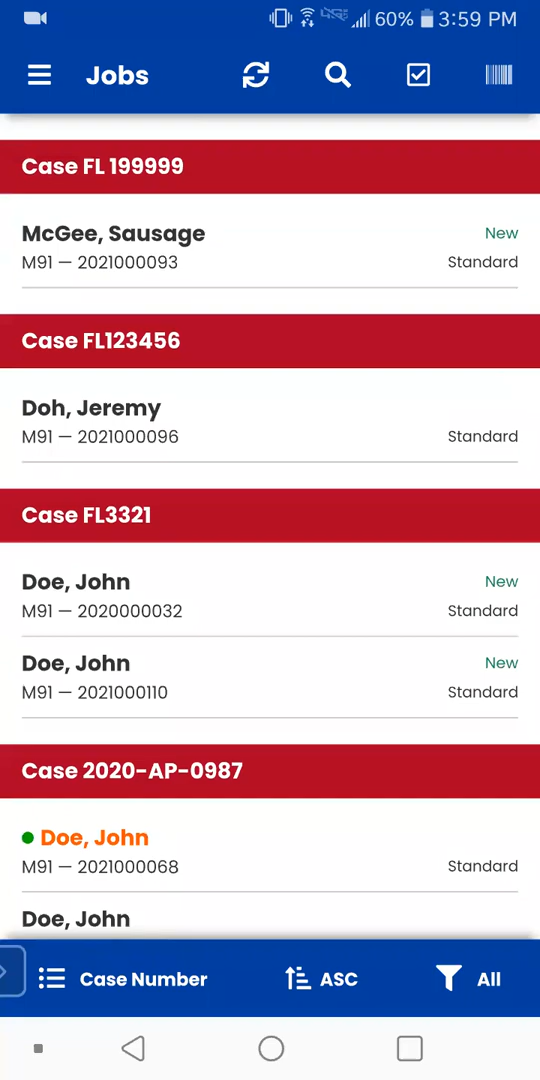 60% 3:59 PM
Jobs
Case FL 199999
McGee, Sausage New
M91 — 2021000093 Standard
Case FL123456
Doh, Jeremy
M91 — 2021000096 Standard
Case FL3321
Doe, John New
M91 — 2020000032 Standard
Doe, John New
M91 — 2021000110 Standard
Case 2020-AP-0987
Doe, John
M91 — 2021000068 Standard
Doe, John
Case Number ASC All